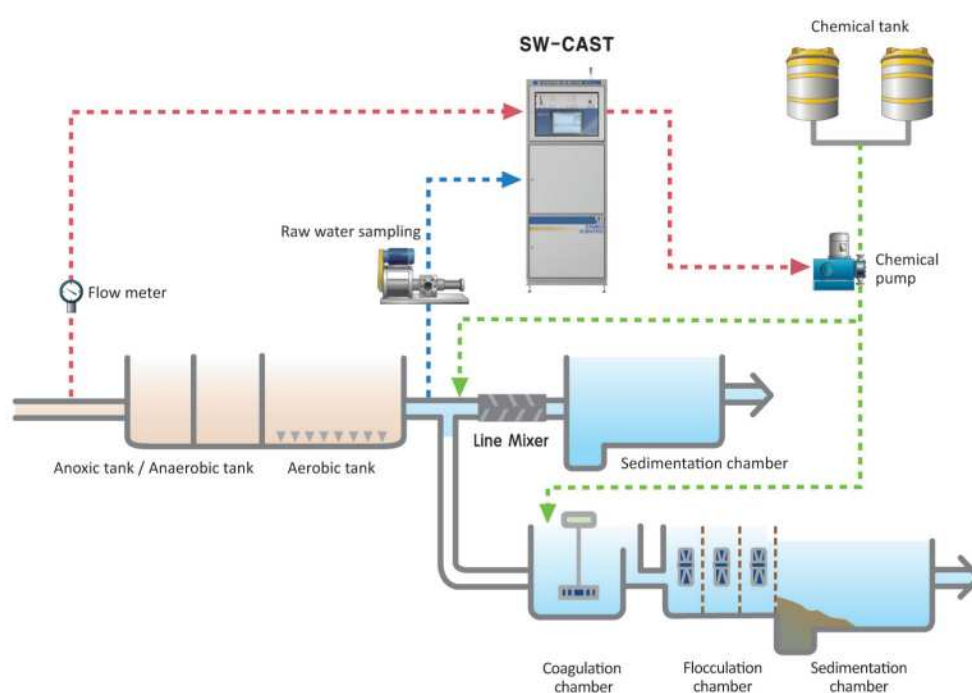 Chemical tank
SW-CAST
Raw water sampling
Flow meter
Chemical
pump
Line Mixer
Anoxic tank / Anaerobic tank
Aerobic tank
Sedimentation chamber
Coagulation
chamber
Flocculation
chamber
Sedimentation
chamber